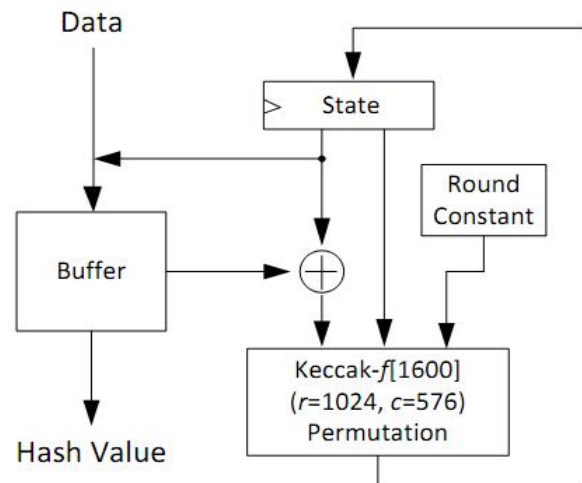 Data
State
Round
Constant
Buffer
Keccak-f[1600]
(r=1024, c=576)
Permutation
Hash Value